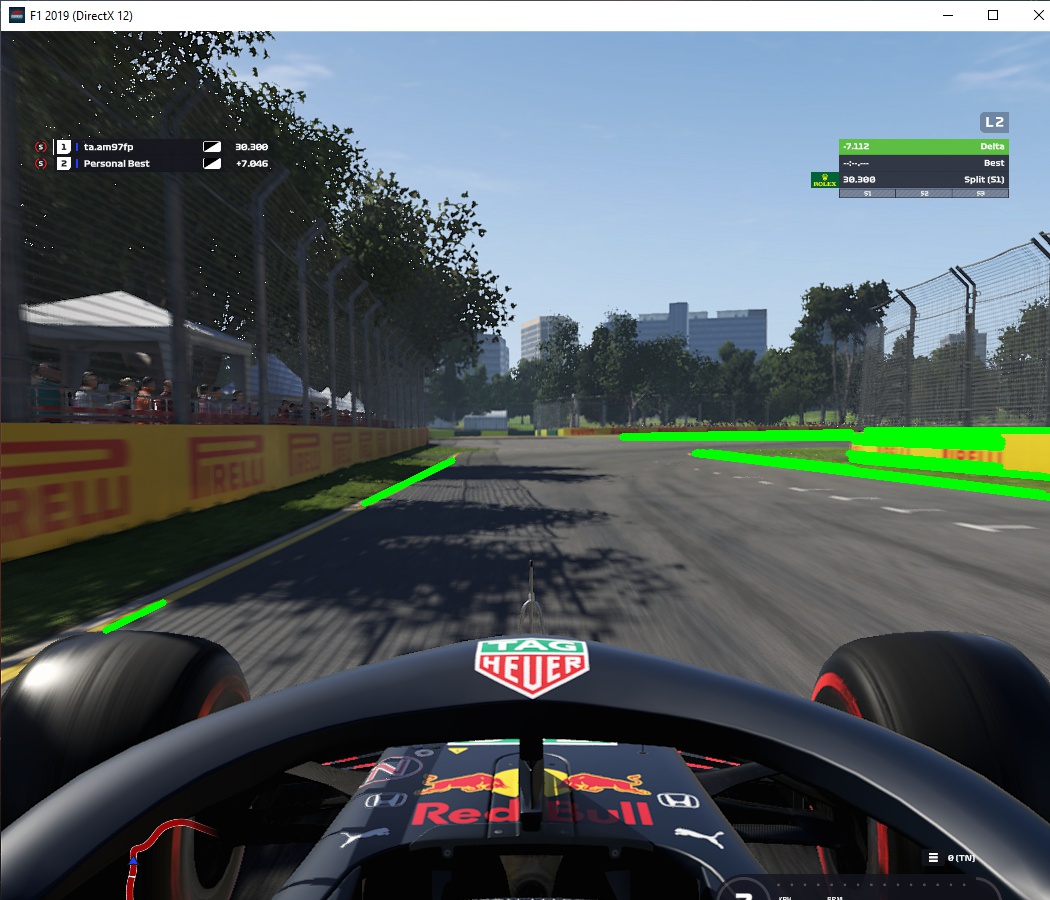 F1 2019 (DirectX 12)
L2
S 1 ta.am97fp 30.300
S 2 Personal Best +7.046
-7.112 Delta
--:--.--- Best
ROLEX 30.300 Split (S1)
S1 S2 S3
PIRELLI
PIRELLI
PIRELLI
TAG
HEUER
Red Bull
0 (TN)